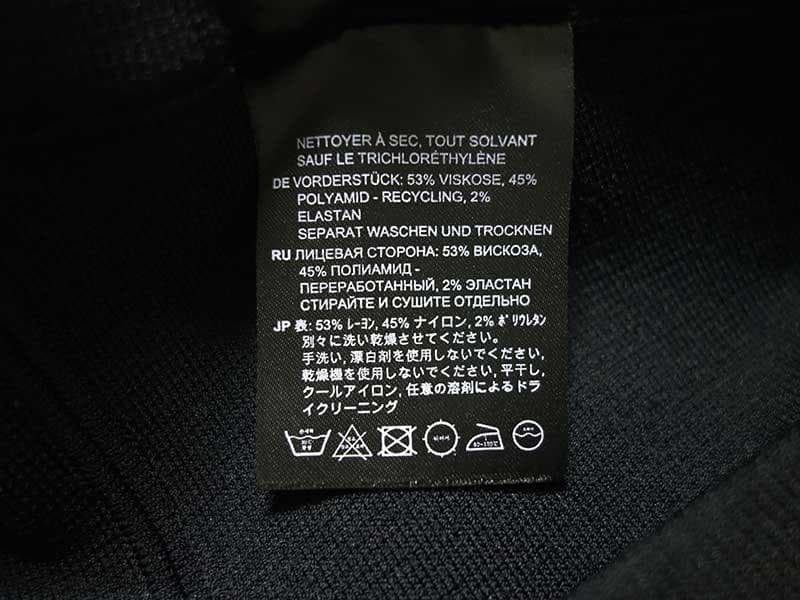 NETTOYER À SEC, TOUT SOLVANT
SAUF LE TRICHLORÉTHYLÈNE
DE VORDERSTÜCK: 53% VISKOSE, 45%
POLYAMID - RECYCLING, 2%
ELASTAN
SEPARAT WASCHEN UND TROCKNEN
RU ЛИЦЕВАЯ СТОРОНА: 53% ВИСКОЗА,
45% ПОЛИАМИД -
ПЕРЕРАБОТАННЫЙ, 2% ЭЛАСТАН
СТИРАЙТЕ И СУШИТЕ ОТДЕЛЬНО
JP 表: 53% ﾚｰﾖﾝ, 45% ナイロン, 2% ﾎﾟﾘｳﾚﾀﾝ
別々に洗い乾燥させてください。
手洗い, 漂白剤を使用しないでください,
乾燥機を使用しないでください, 平干し,
クールアイロン, 任意の溶剤によるドラ
イクリーニング